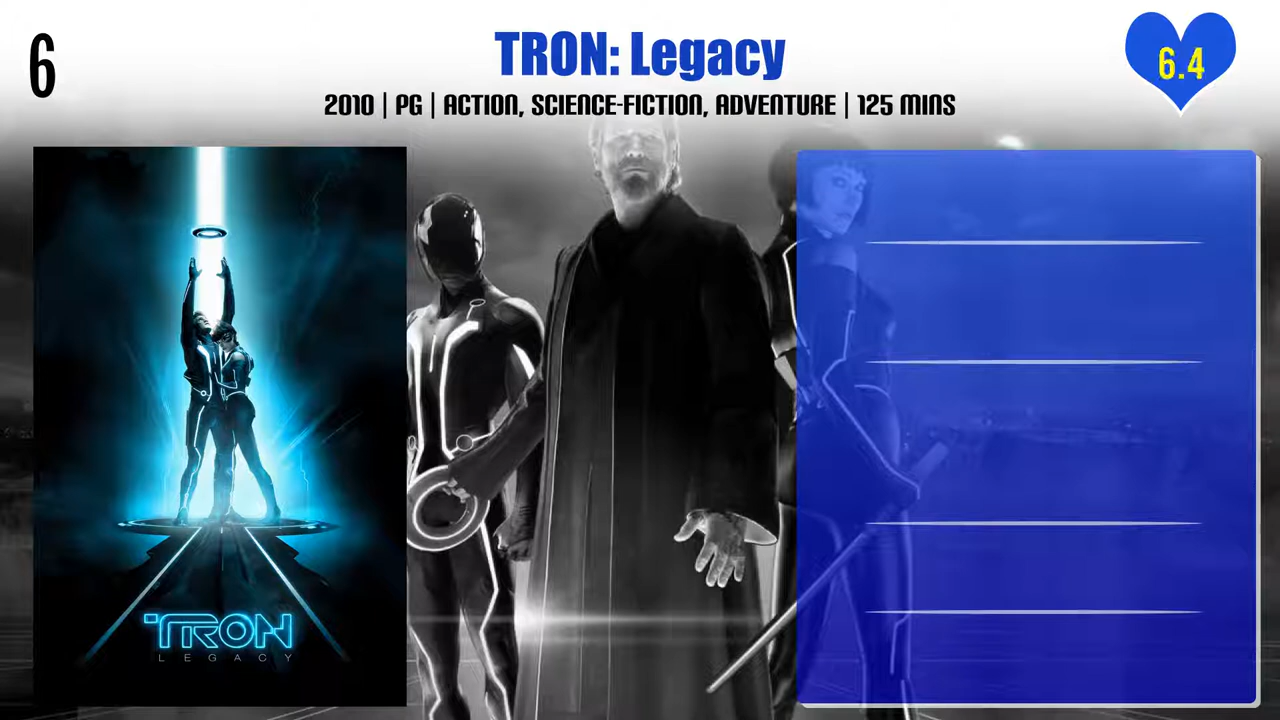 6
TRON: Legacy
6.4
2010 | PG | ACTION, SCIENCE-FICTION, ADVENTURE | 125 MINS
TRON
LEGACY